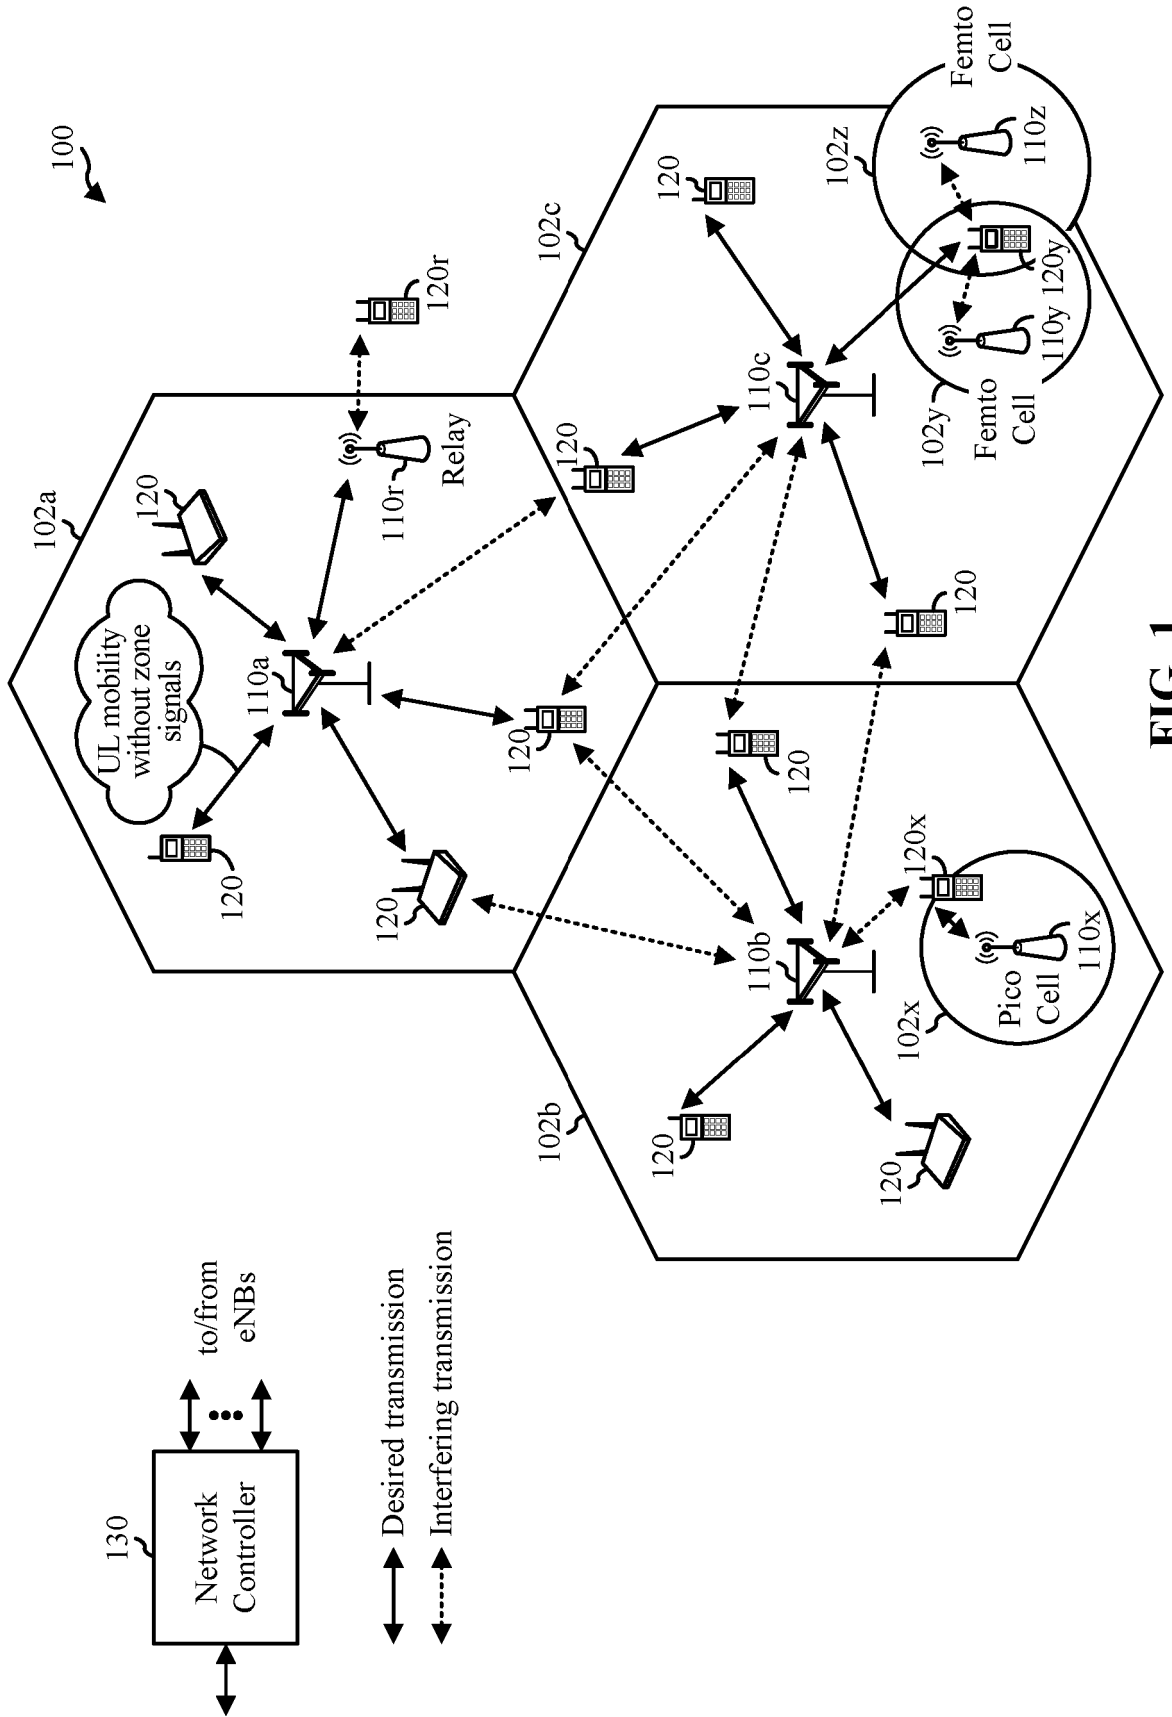 100
130
Network
Controller
to/from
eNBs
Desired transmission
Interfering transmission
102a
UL mobility
without zone
signals
120
120
110a
120
110r
Relay
120r
120
120
102b
110b
120
120
120
102x
Pico
Cell
110x
120x
102c
120
110c
120
102y
Femto
Cell
110y
120y
102z
Femto
Cell
110z
FIG. 1